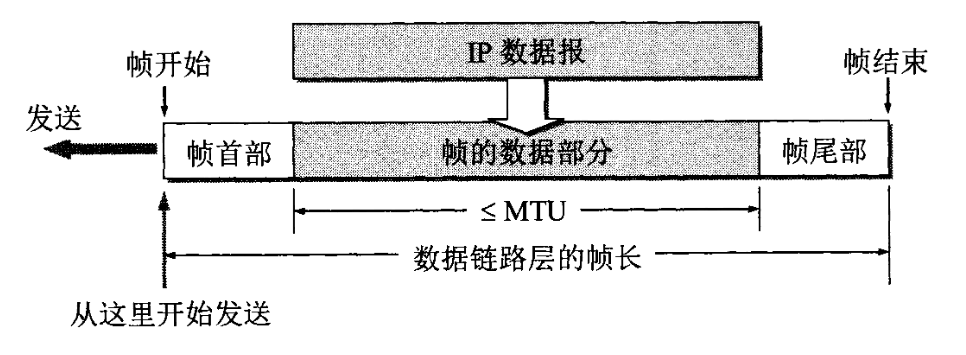 IP 数据报
帧开始
帧结束
发送
帧首部
帧的数据部分
帧尾部
≤ MTU
数据链路层的帧长
从这里开始发送